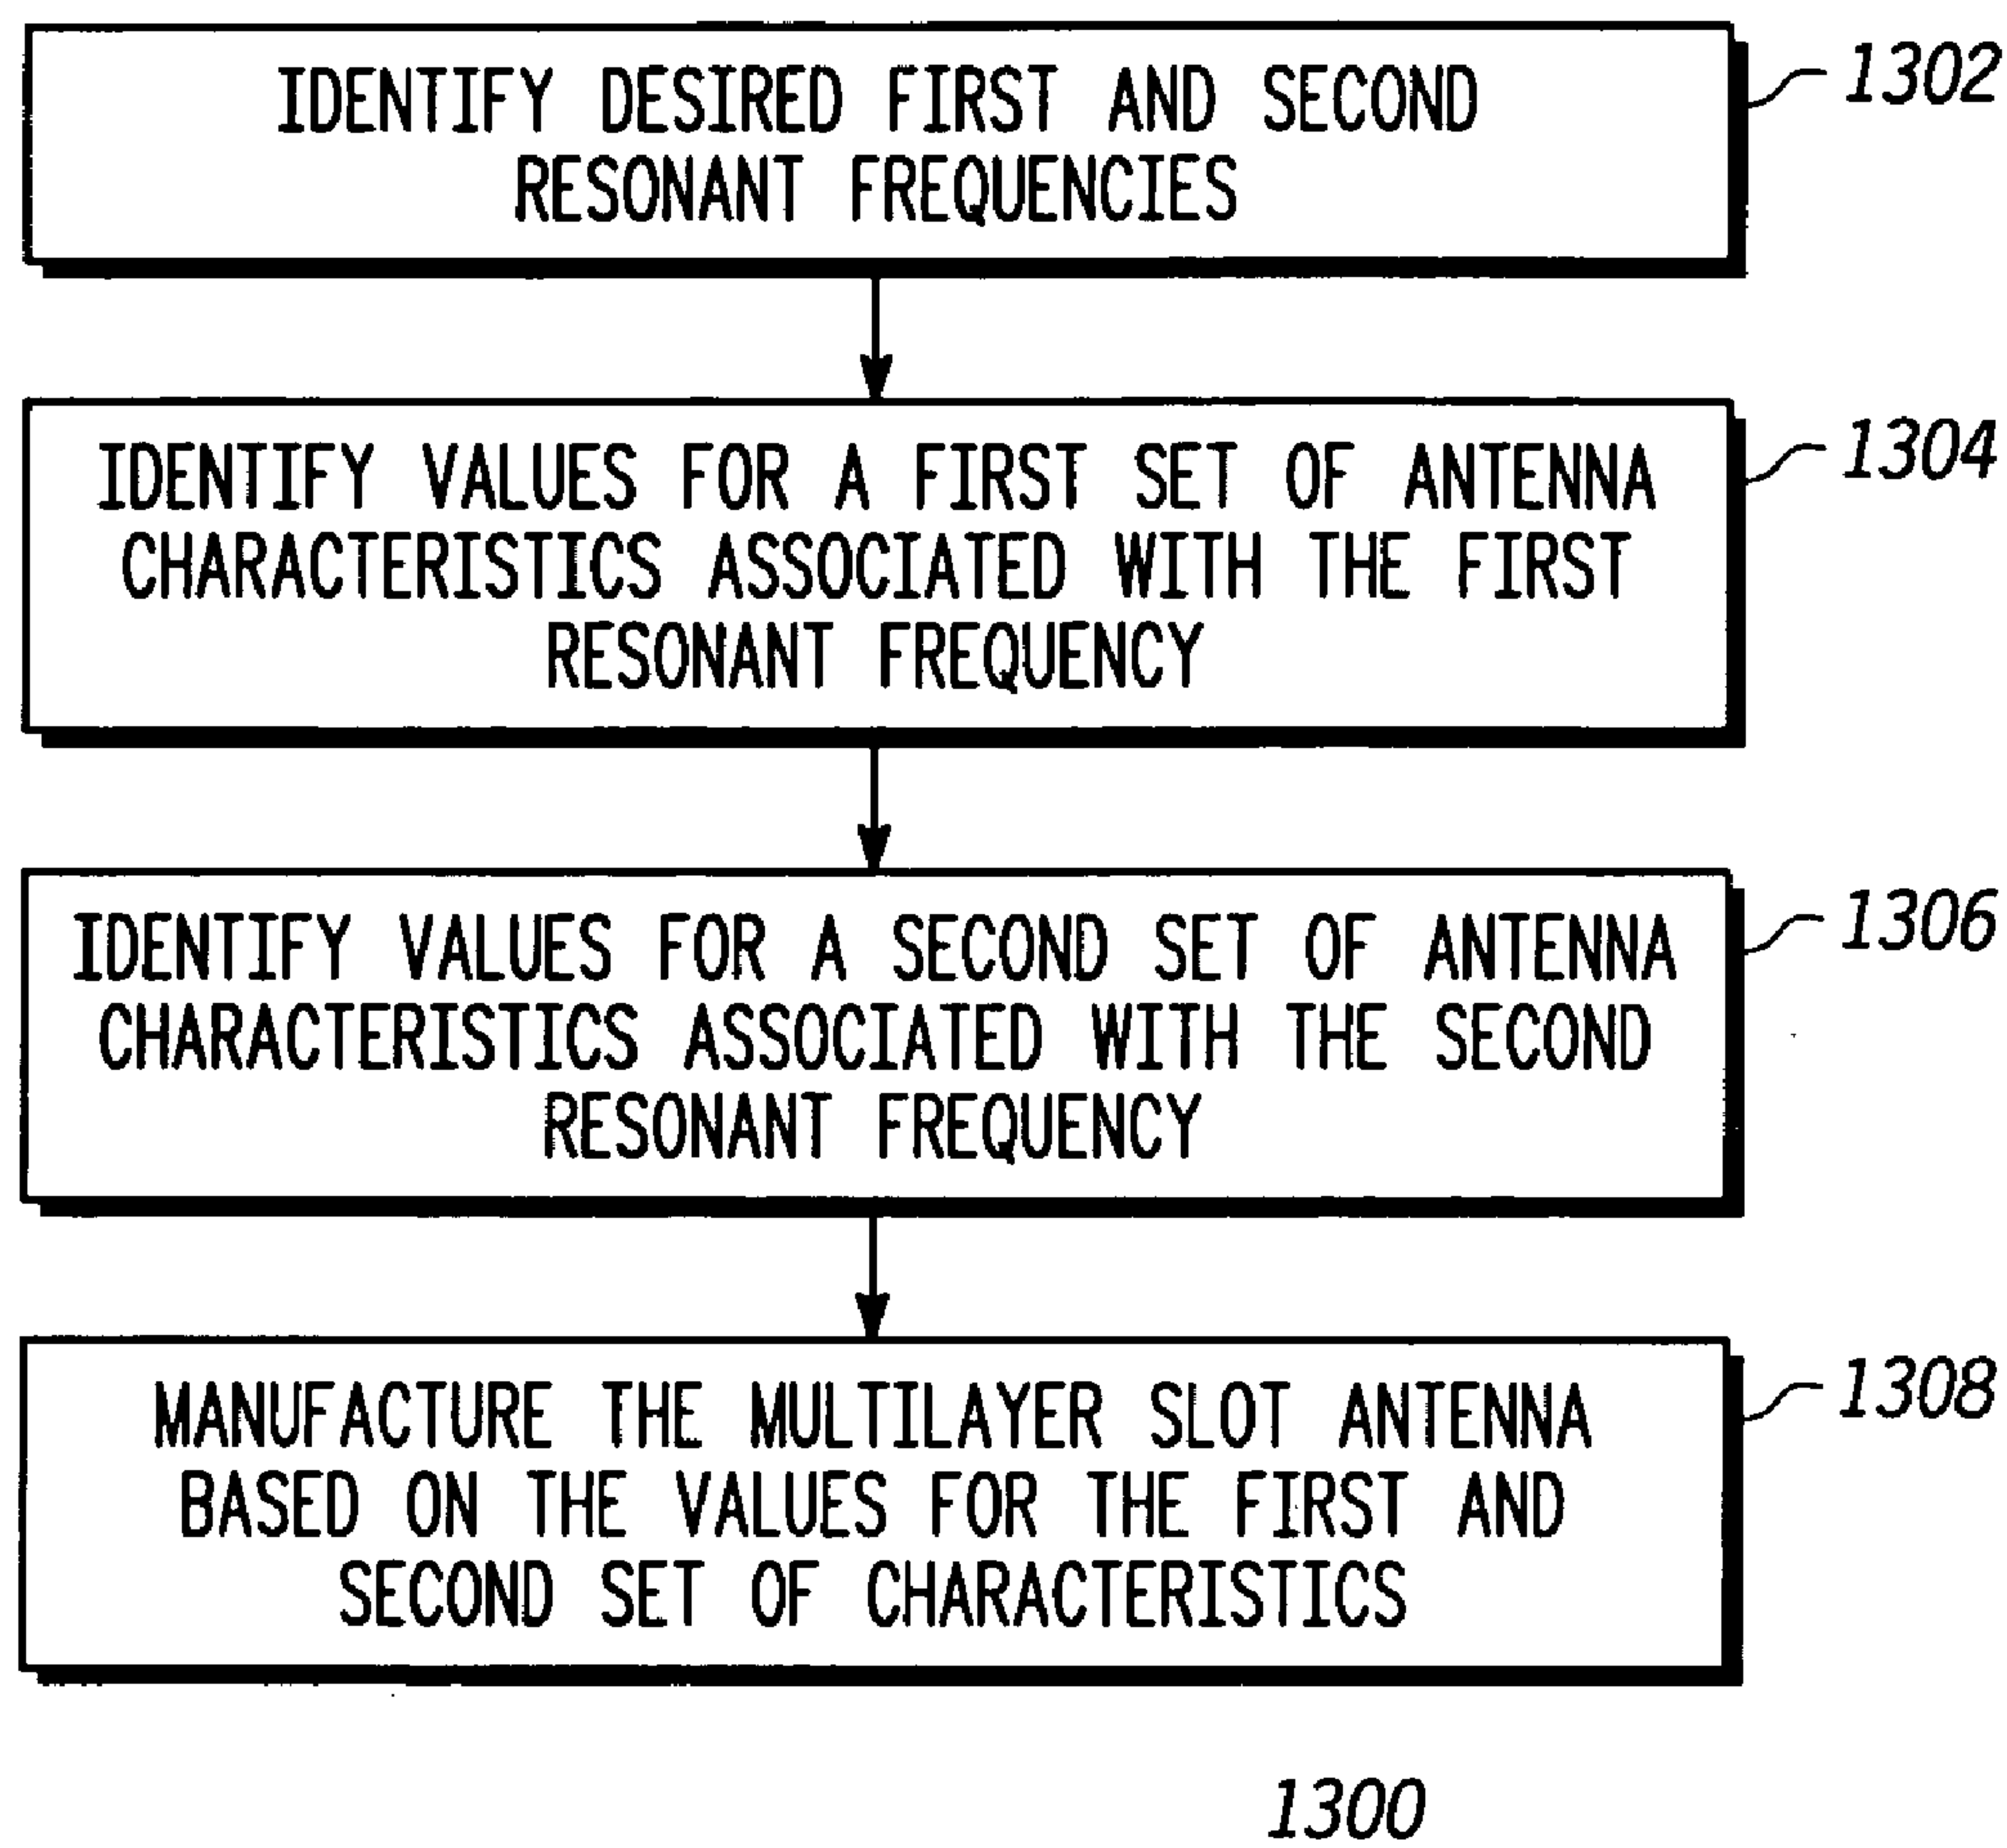 IDENTIFY DESIRED FIRST AND SECOND
RESONANT FREQUENCIES
1302
IDENTIFY VALUES FOR A FIRST SET OF ANTENNA
CHARACTERISTICS ASSOCIATED WITH THE FIRST
RESONANT FREQUENCY
1304
IDENTIFY VALUES FOR A SECOND SET OF ANTENNA
CHARACTERISTICS ASSOCIATED WITH THE SECOND
RESONANT FREQUENCY
1306
MANUFACTURE THE MULTILAYER SLOT ANTENNA
BASED ON THE VALUES FOR THE FIRST AND
SECOND SET OF CHARACTERISTICS
1308
1300